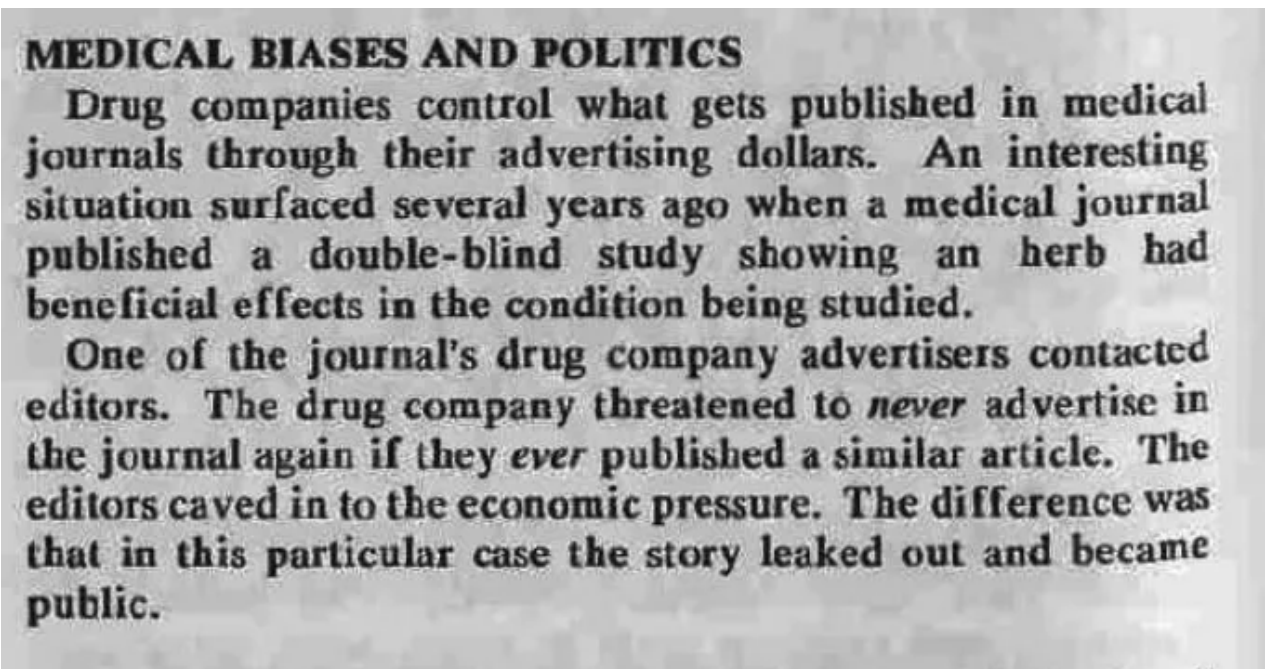 MEDICAL BIASES AND POLITICS
Drug companies control what gets published in medical
journals through their advertising dollars. An interesting
situation surfaced several years ago when a medical journal
published a double-blind study showing an herb had
beneficial effects in the condition being studied.
One of the journal's drug company advertisers contacted
editors. The drug company threatened to never advertise in
the journal again if they ever published a similar article. The
editors caved in to the economic pressure. The difference was
that in this particular case the story leaked out and became
public.